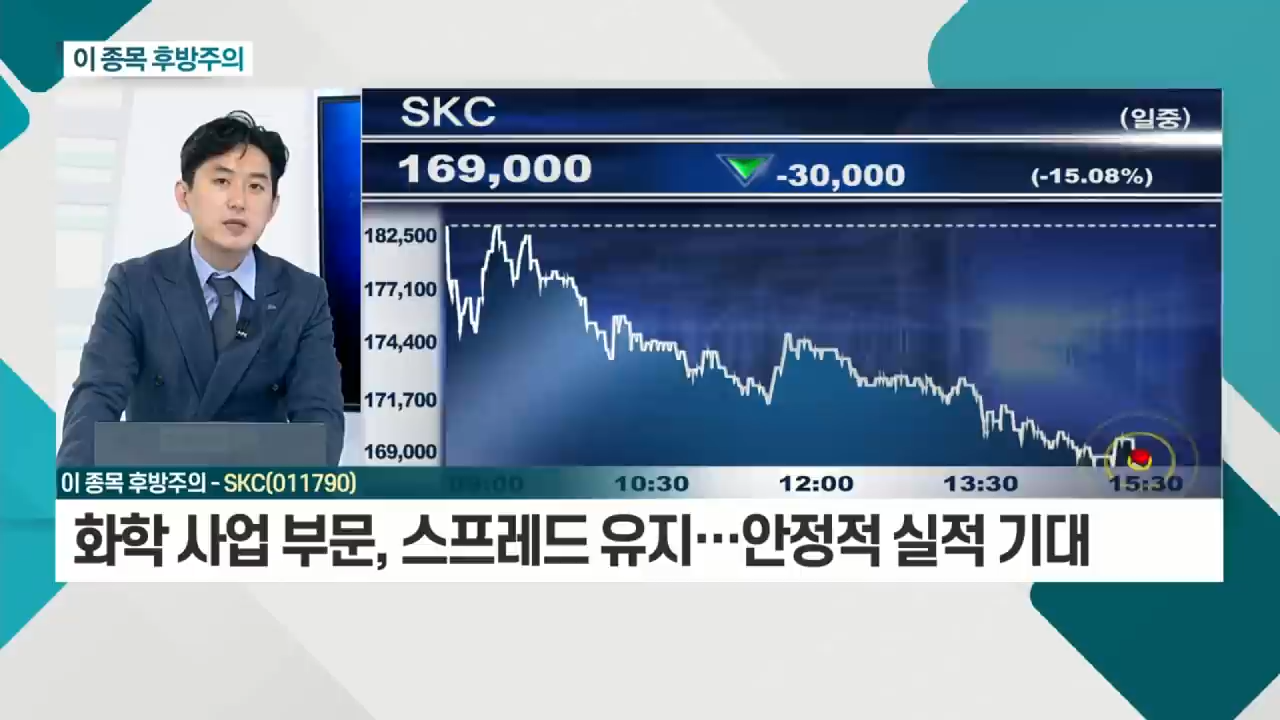 이 종목 후방주의
SKC
(일중)
169,000 ▼ -30,000 (-15.08%)
182,500
177,100
174,400
171,700
169,000
09:00 10:30 12:00 13:30 15:30
이 종목 후방주의 - SKC(011790)
화학 사업 부문, 스프레드 유지…안정적 실적 기대